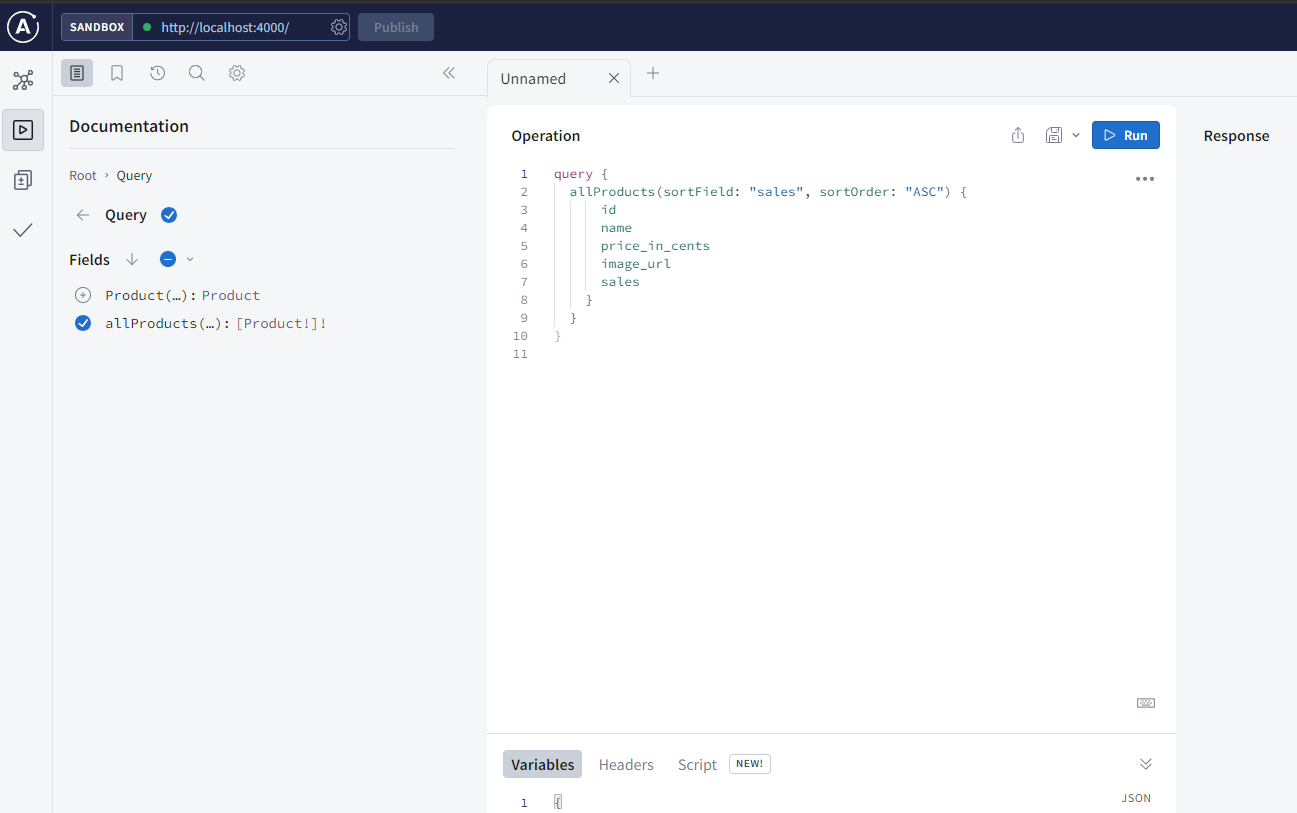 SANDBOX http://localhost:4000/ Publish
Documentation
Root › Query
Query
Fields
Product(…): Product
allProducts(…): [Product!]!
Unnamed
Operation
Run
1 query {
2 allProducts(sortField: "sales", sortOrder: "ASC") {
3 id
4 name
5 price_in_cents
6 image_url
7 sales
8 }
9 }
10 }
11
Variables Headers Script NEW!
JSON
1 {
Response